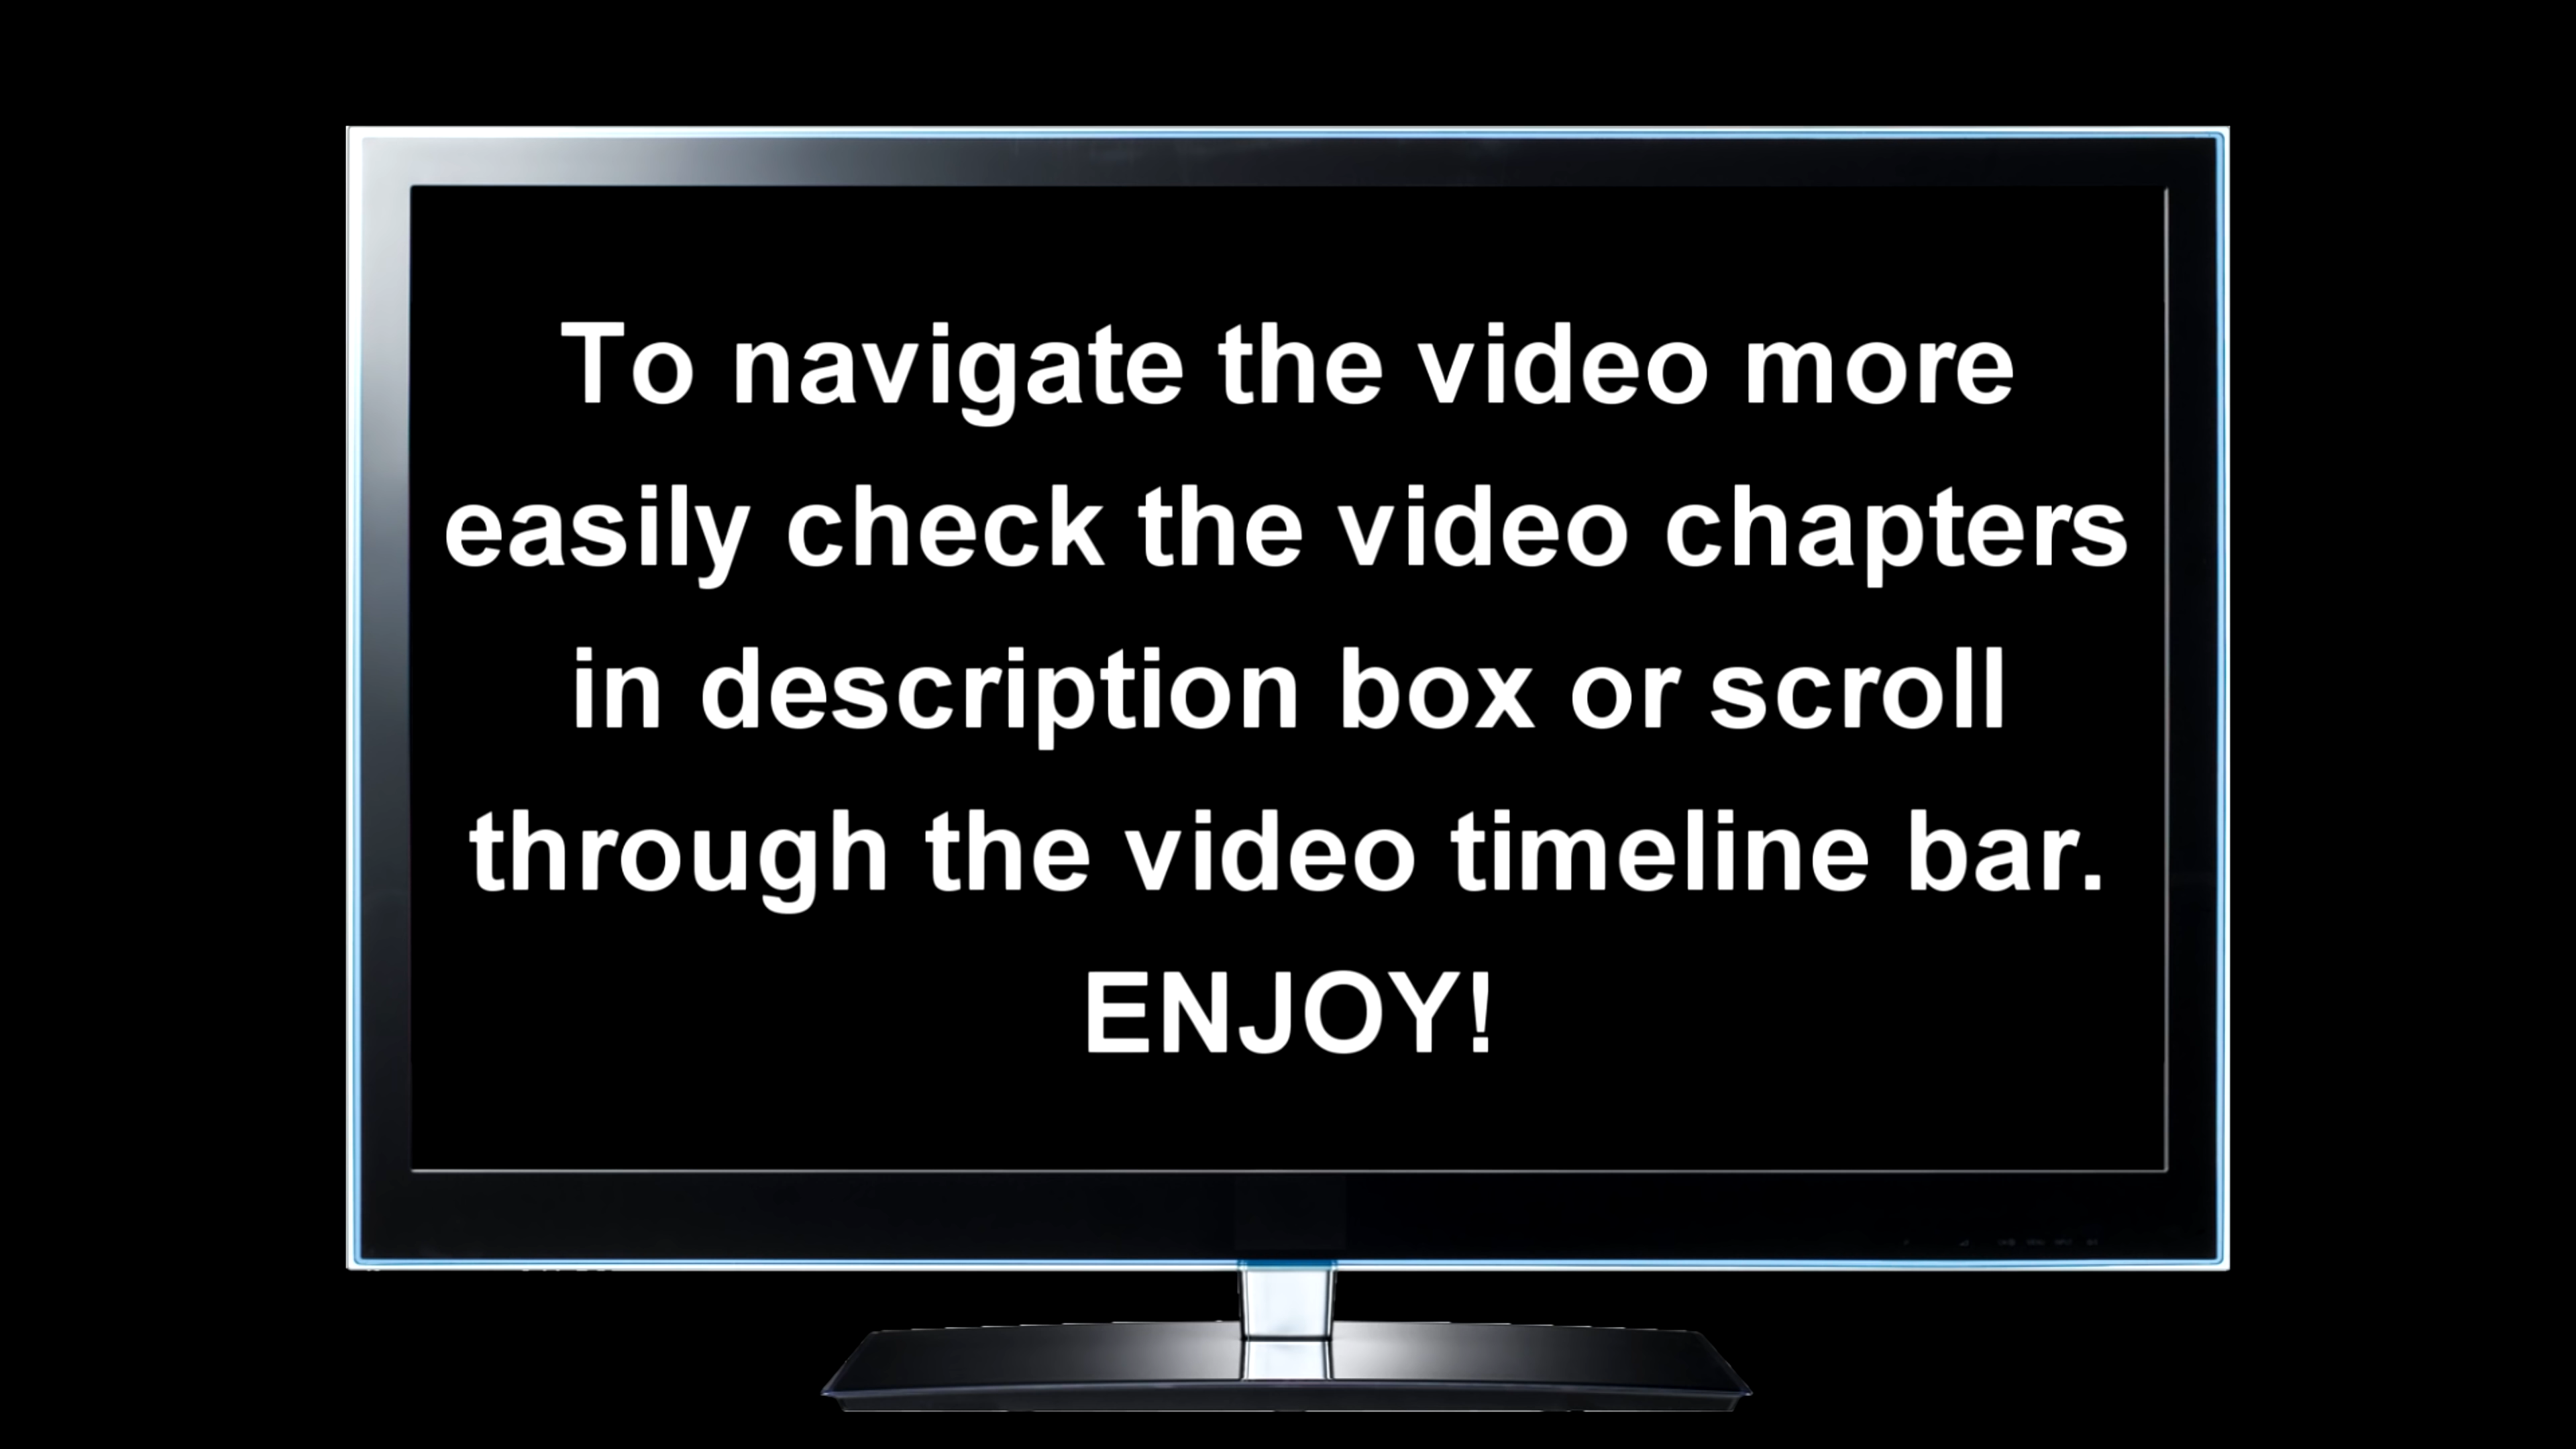 To navigate the video more
easily check the video chapters
in description box or scroll
through the video timeline bar.
ENJOY!